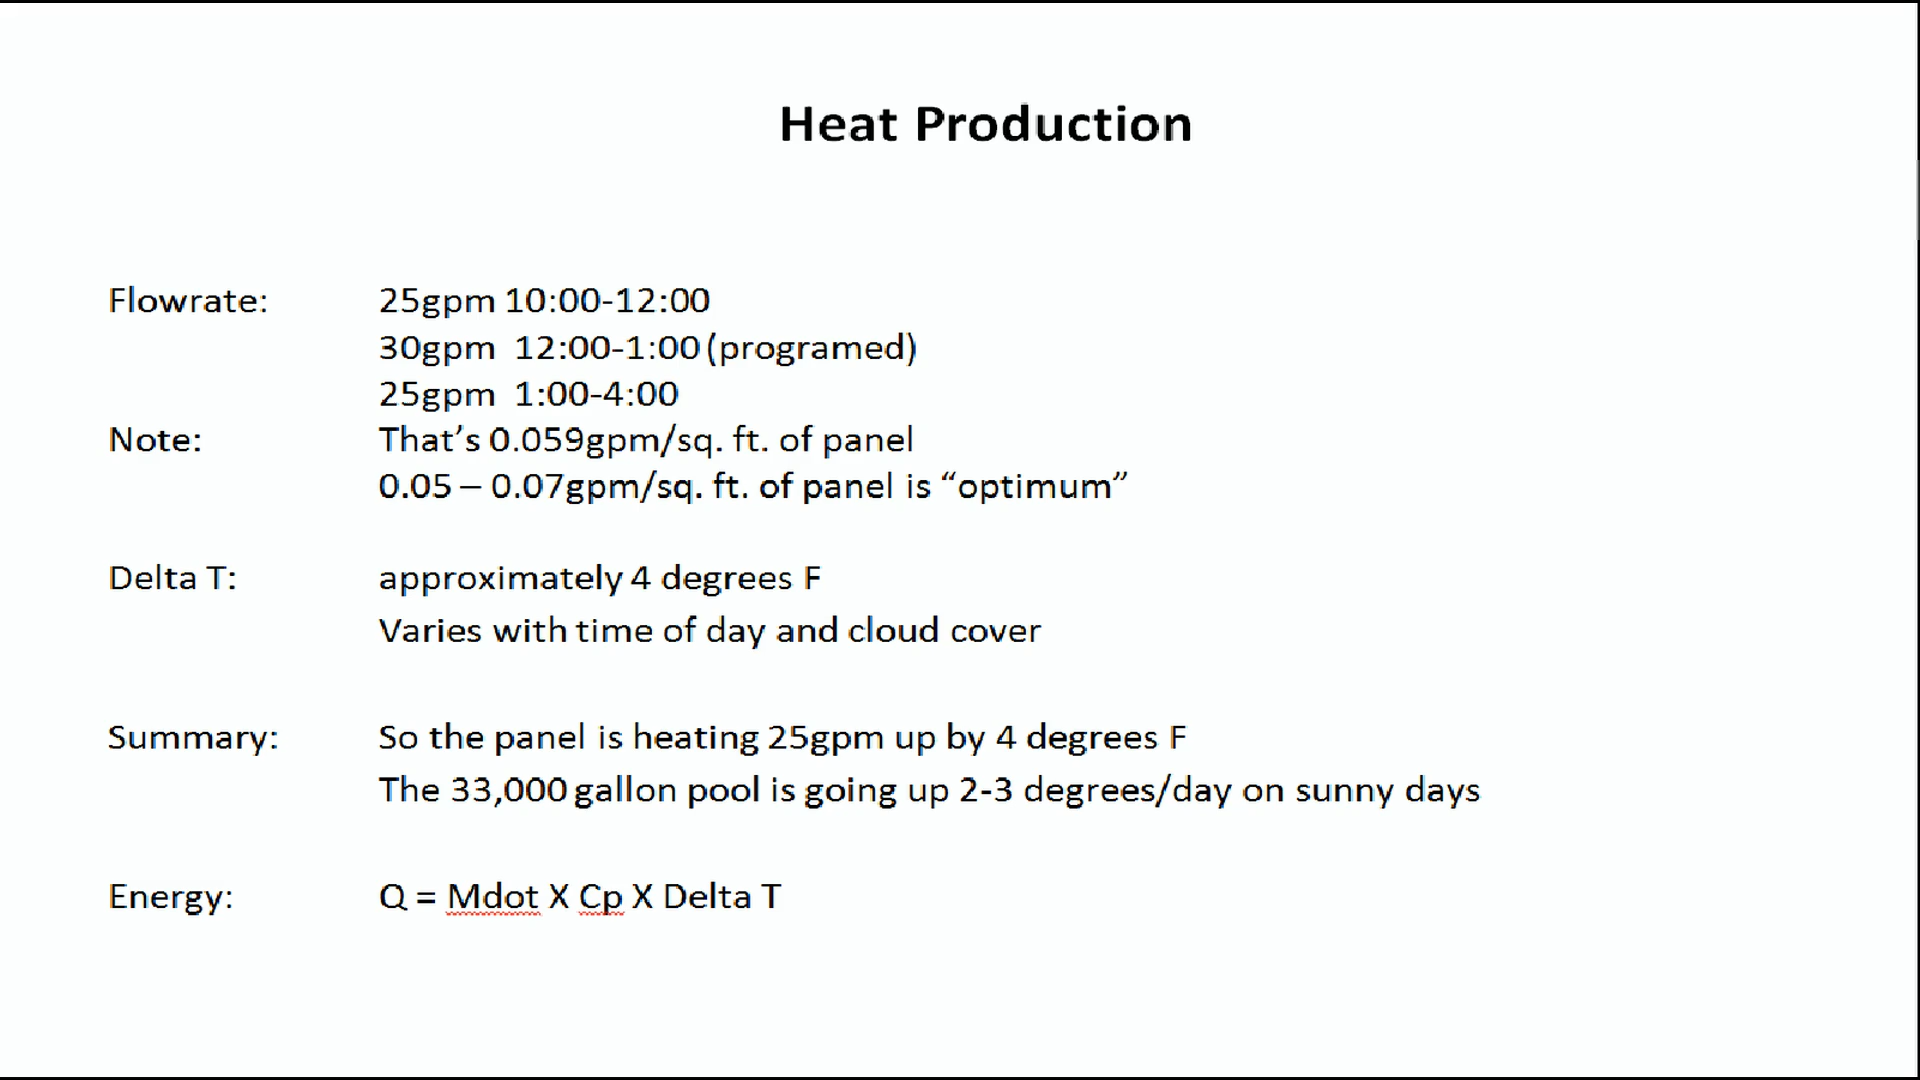 Heat Production
Flowrate: 25gpm 10:00-12:00
30gpm 12:00-1:00 (programed)
25gpm 1:00-4:00
Note: That’s 0.059gpm/sq. ft. of panel
0.05 – 0.07gpm/sq. ft. of panel is “optimum”
Delta T: approximately 4 degrees F
Varies with time of day and cloud cover
Summary: So the panel is heating 25gpm up by 4 degrees F
The 33,000 gallon pool is going up 2-3 degrees/day on sunny days
Energy: Q = Mdot X Cp X Delta T